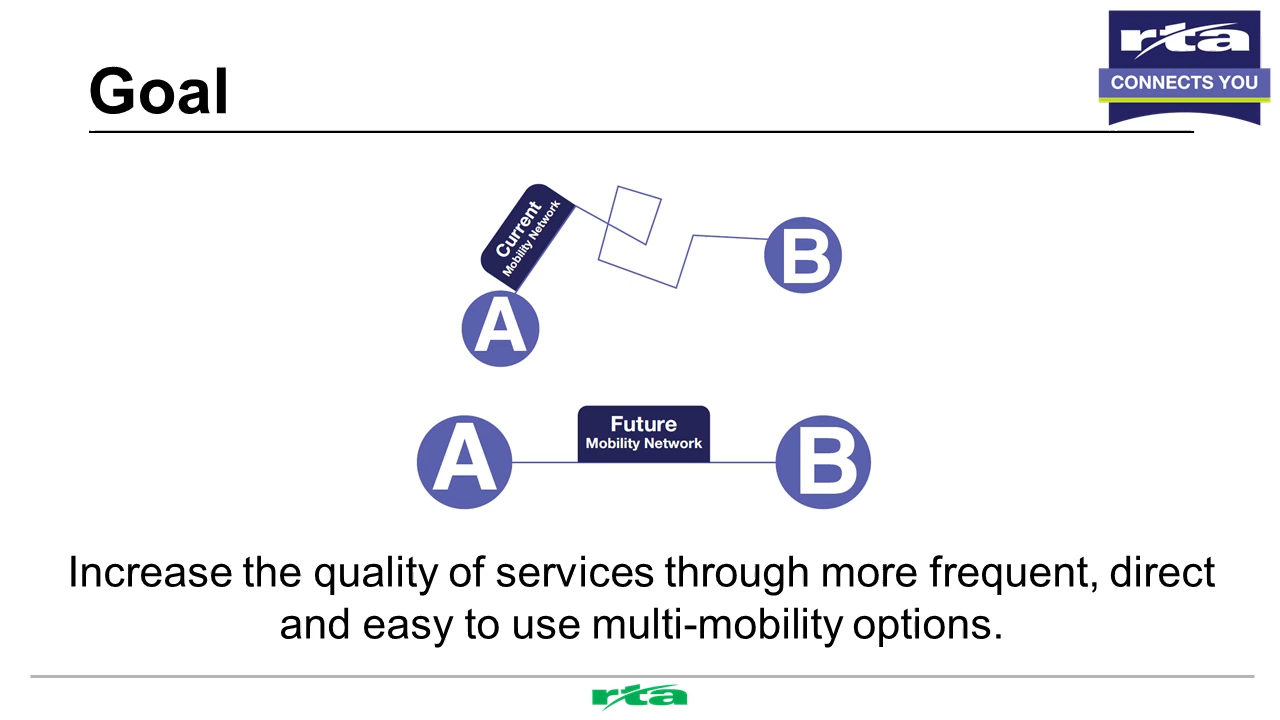 Goal
rta
CONNECTS YOU
Current
Mobility Network
A
B
Future
Mobility Network
A
B
Increase the quality of services through more frequent, direct
and easy to use multi-mobility options.
rta